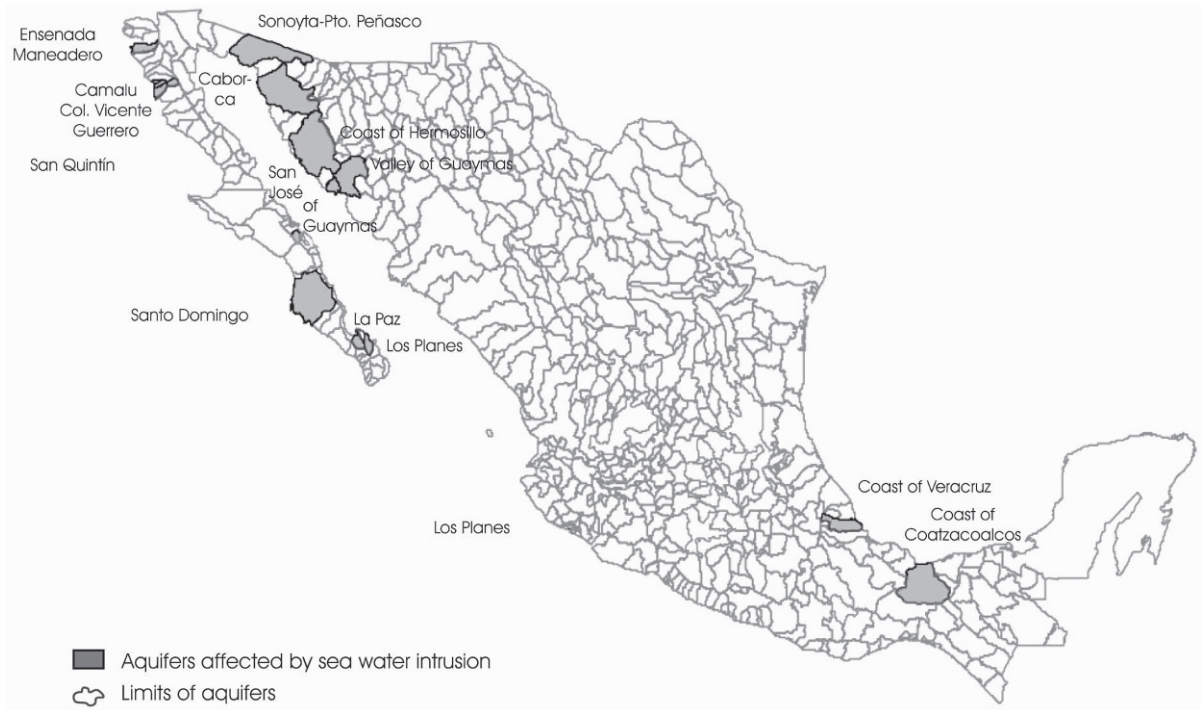 Sonoyta-Pto. Peñasco
Ensenada
Maneadero
Cabor-
ca
Camalu
Col. Vicente
Guerrero
Coast of Hermosillo
Valley of Guaymas
San Quintín
San
José
of
Guaymas
Santo Domingo
La Paz
Los Planes
Coast of Veracruz
Coast of
Coatzacoalcos
Los Planes
Aquifers affected by sea water intrusion
Limits of aquifers